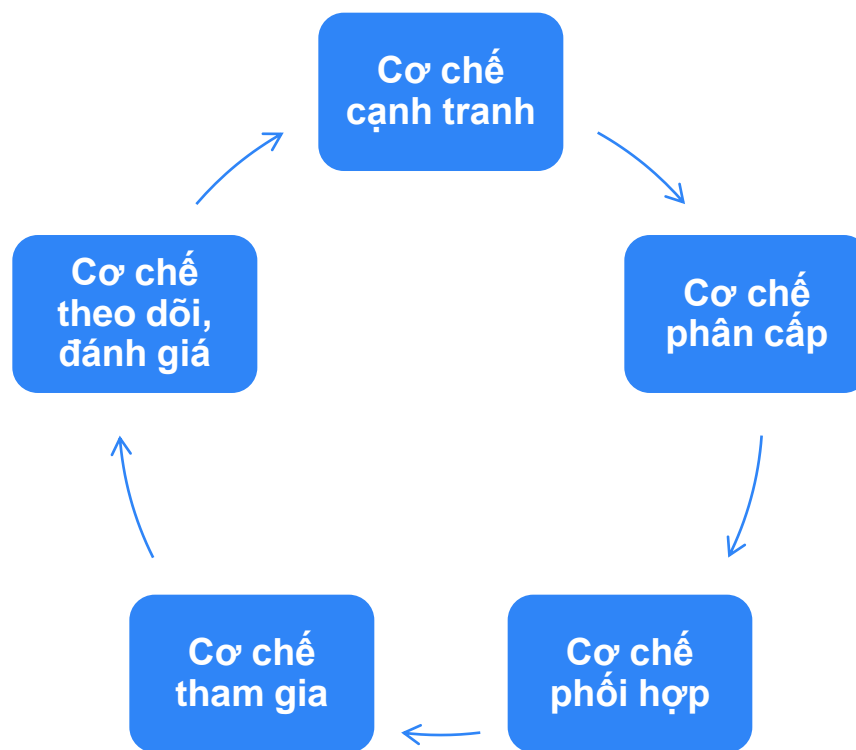 Cơ chế
cạnh tranh
Cơ chế
phân cấp
Cơ chế
phối hợp
Cơ chế
tham gia
Cơ chế
theo dõi,
đánh giá